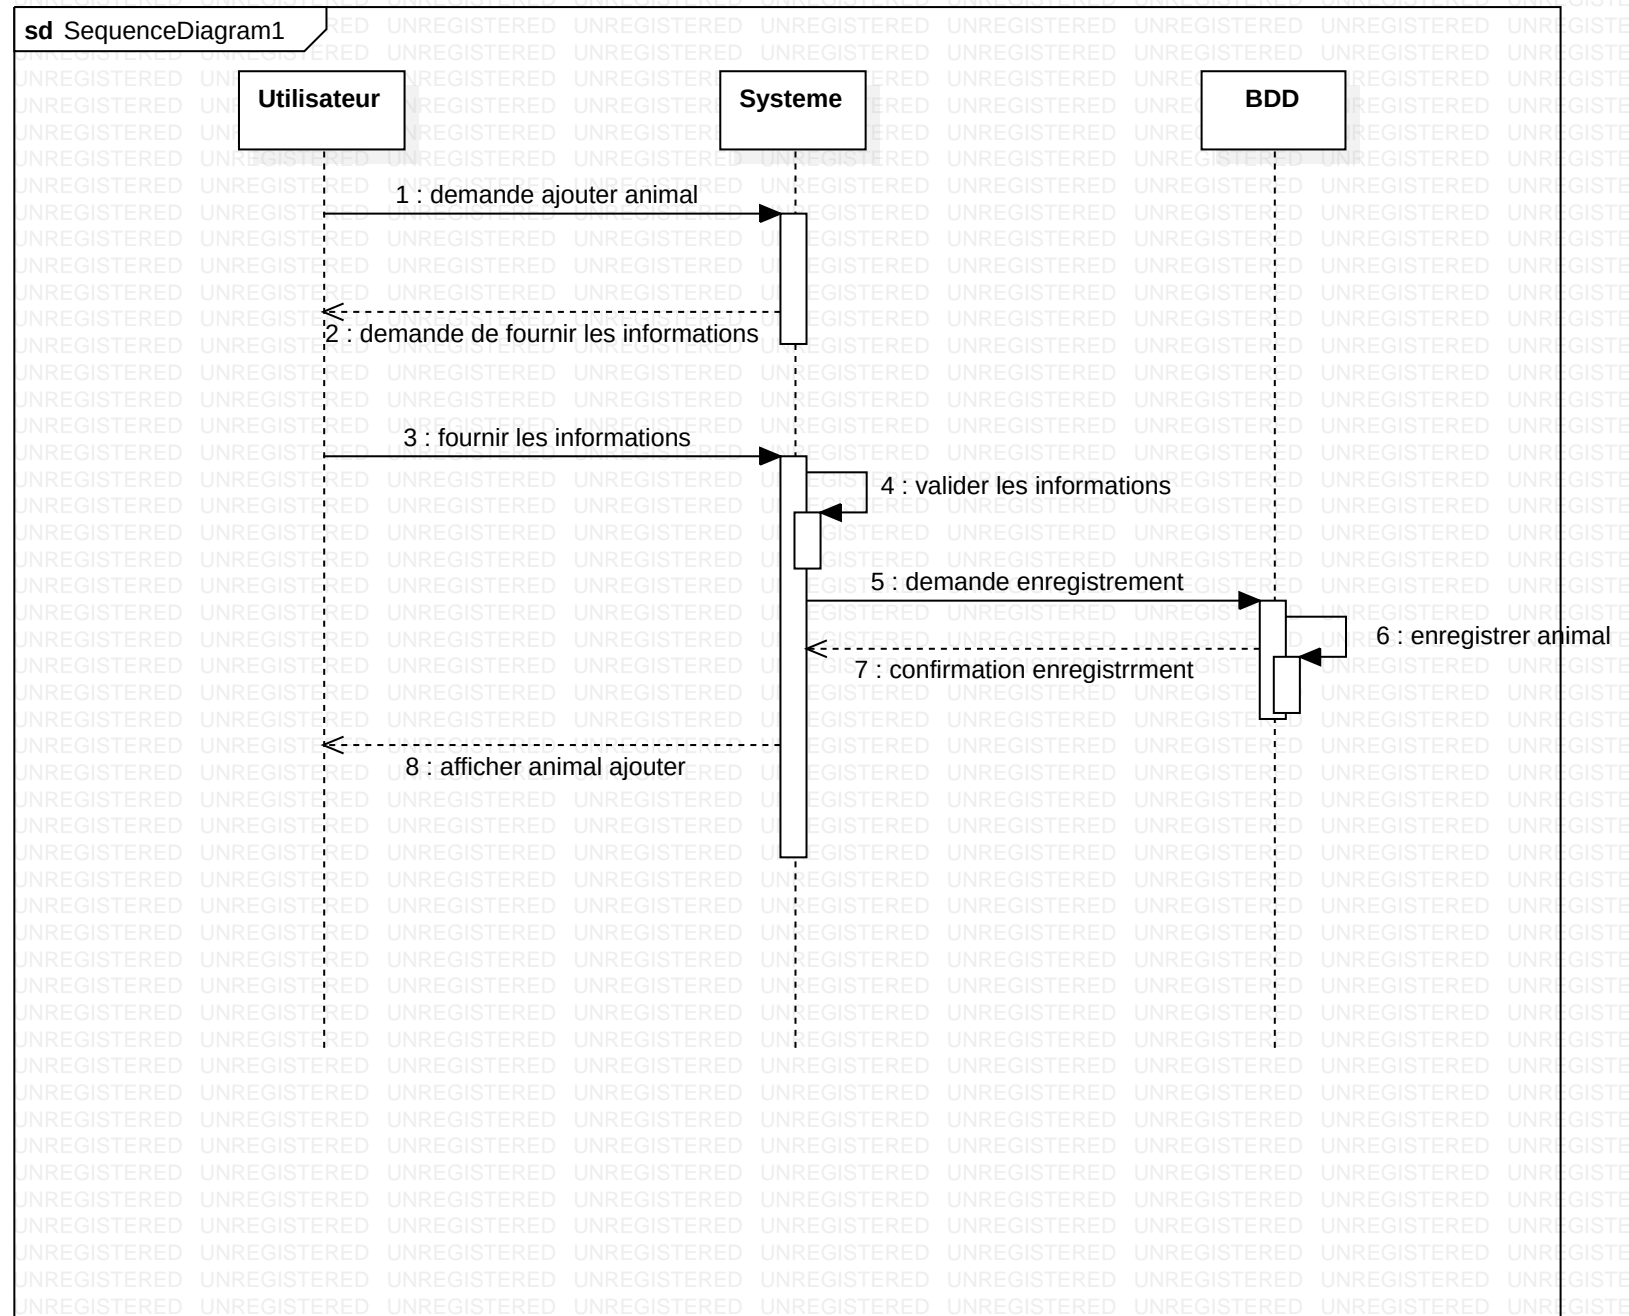 sd SequenceDiagram1
Utilisateur
Systeme
BDD
1 : demande ajouter animal
2 : demande de fournir les informations
3 : fournir les informations
4 : valider les informations
5 : demande enregistrement
6 : enregistrer animal
7 : confirmation enregistrrment
8 : afficher animal ajouter
UNREGISTERED